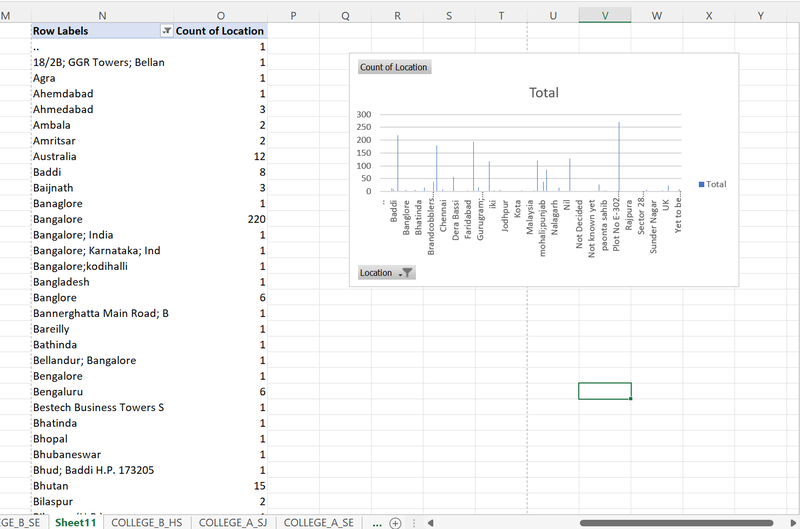 M N O P Q R S T U V W X Y
Row Labels Count of Location
.. 1
18/2B; GGR Towers; Bellan 1
Agra 1
Ahemdabad 1
Ahmedabad 3
Ambala 2
Amritsar 2
Australia 12
Baddi 8
Baijnath 3
Banaglore 1
Bangalore 220
Bangalore; India 1
Bangalore; Karnataka; Ind 1
Bangalore;kodihalli 1
Bangladesh 1
Banglore 6
Bannerghatta Main Road; B 1
Bareilly 1
Bathinda 1
Bellandur; Bangalore 1
Bengalore 1
Bengaluru 6
Bestech Business Towers S 1
Bhatinda 1
Bhopal 1
Bhubaneswar 1
Bhud; Baddi H.P. 173205 1
Bhutan 15
Bilaspur 2
Count of Location
Total
300
250
200
150
100
50
0
..
Baddi
Banglore
Bhatinda
Brandcobblers...
Chennai
Dera Bassi
Faridabad
Gurugram;...
iki
Jodhpur
Kota
Malaysia
mohali;punjab
Nalagarh
Nil
Not Decided
Not known yet
paonta sahib
Plot No E-302...
Rajpura
Sector 28...
Sunder Nagar
UK
Yet to be...
Total
Location
GE_B_SE Sheet11 COLLEGE_B_HS COLLEGE_A_SJ COLLEGE_A_SE ...